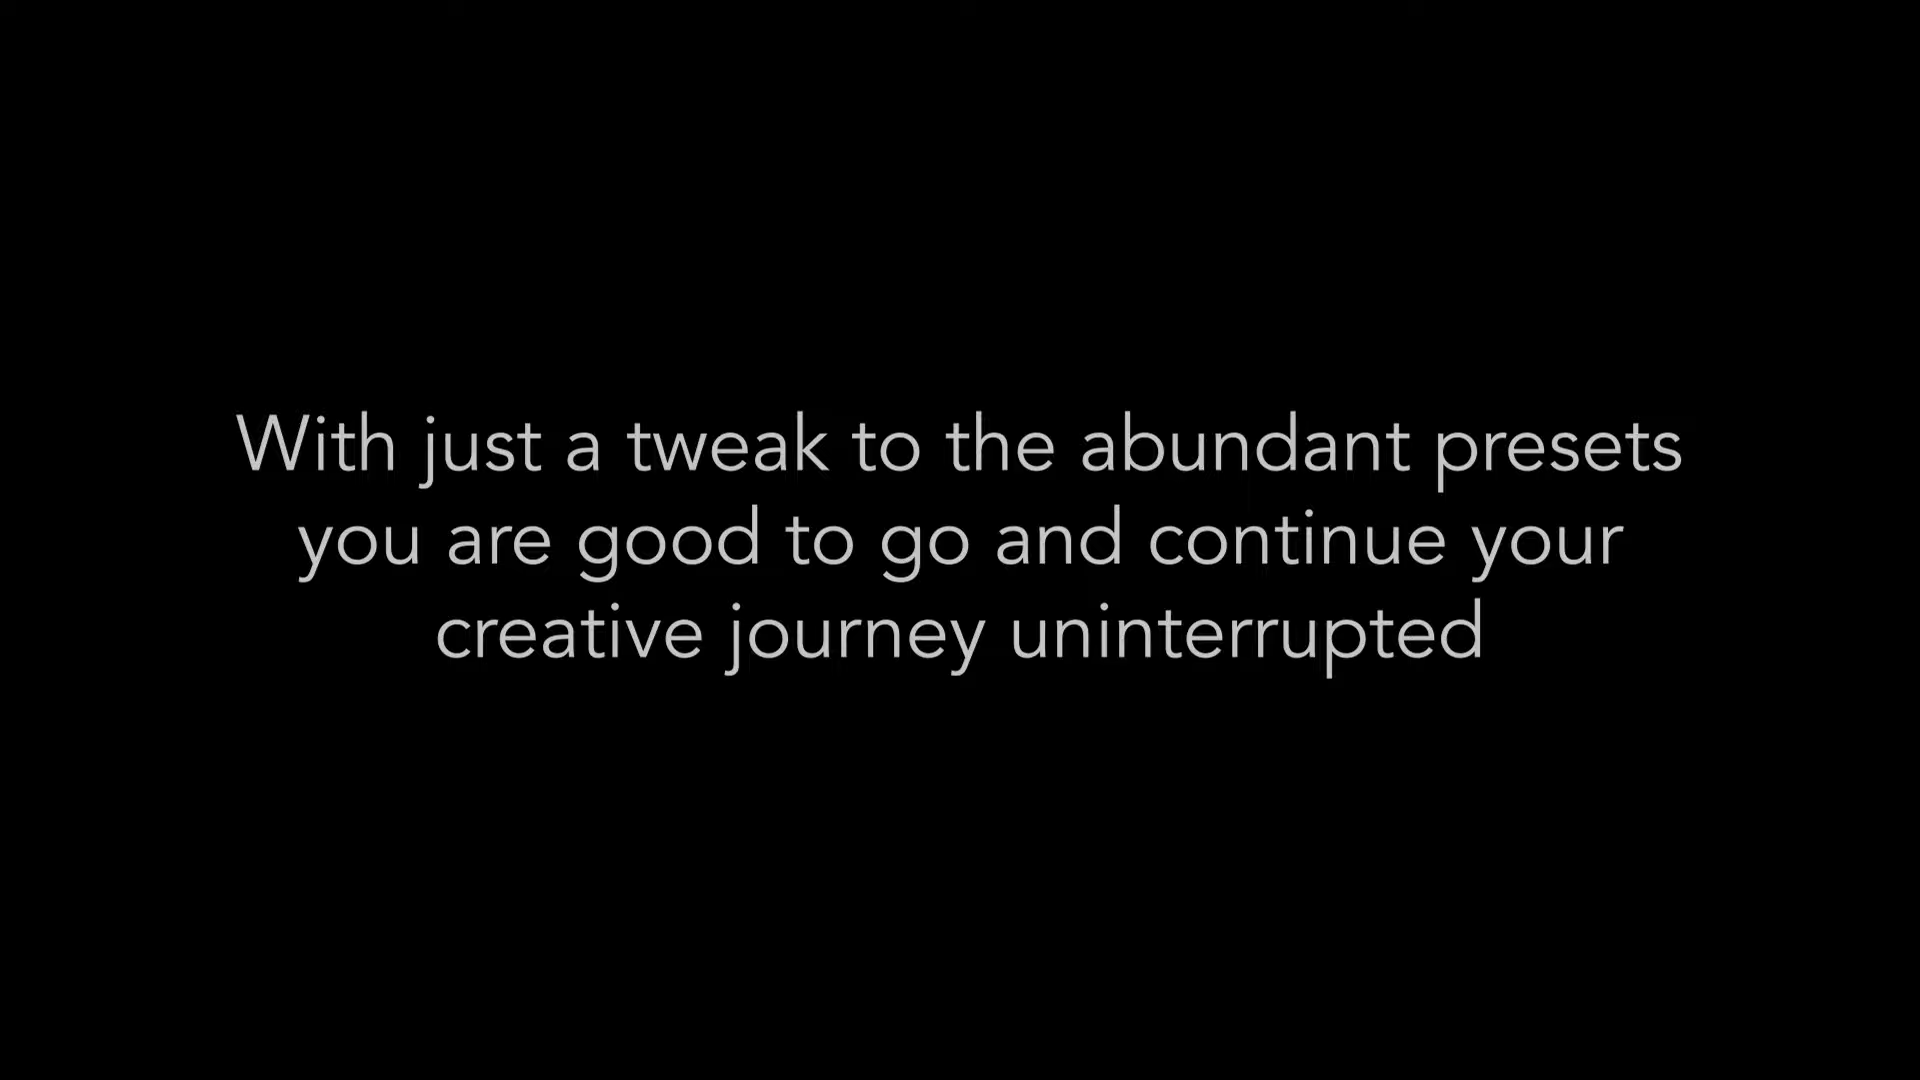 With just a tweak to the abundant presets
you are good to go and continue your
creative journey uninterrupted